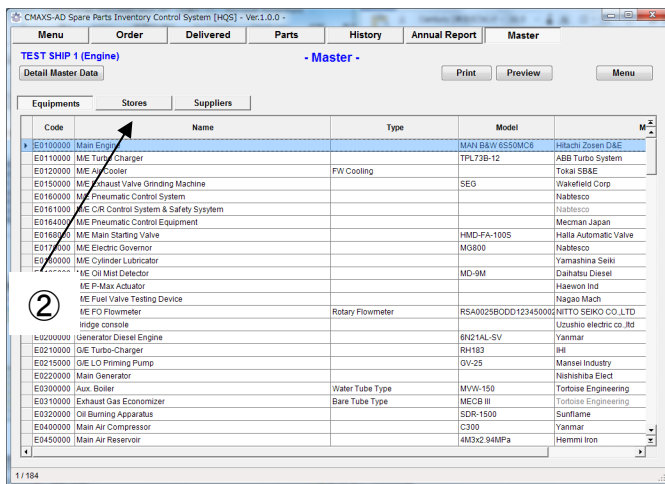 CMAXS-AD Spare Parts Inventory Control System [HQS] - Ver.1.0.0 -
Menu Order Delivered Parts History Annual Report Master
TEST SHIP 1 (Engine) - Master -
Detail Master Data Print Preview Menu
Equipments Stores Suppliers
Code Name Type Model M
E0100000 Main Engine MAN B&W 6S50MC6 Hitachi Zosen D&E
E0110000 M/E Turbo Charger TPL73B-12 ABB Turbo System
E0120000 M/E Air Cooler FW Cooling Tokai SB&E
E0150000 M/E Exhaust Valve Grinding Machine SEG Wakefield Corp
E0160000 M/E Pneumatic Control System Nabtesco
E0161000 M/E C/R Control System & Safety Sysytem Nabtesco
E0164000 M/E Pneumatic Control Equipment Mecman Japan
E0168000 M/E Main Starting Valve HMD-FA-100S Halla Automatic Valve
E0170000 M/E Electric Governor MG800 Nabtesco
E0180000 M/E Cylinder Lubricator Yamashina Seiki
M/E Oil Mist Detector MD-9M Daihatsu Diesel
M/E P-Max Actuator Haewon Ind
M/E Fuel Valve Testing Device Nagao Mach
②
M/E FO Flowmeter Rotary Flowmeter RSA0025BODD123450002 NITTO SEIKO CO.,LTD
Bridge console Uzushio electric co.,ltd
E0200000 Generator Diesel Engine 6N21AL-SV Yanmar
E0210000 G/E Turbo-Charger RH183 IHI
E0215000 G/E LO Priming Pump GV-25 Mansei Industry
E0220000 Main Generator Nishishiba Elect
E0300000 Aux. Boiler Water Tube Type MVW-150 Tortoise Engineering
E0310000 Exhaust Gas Economizer Bare Tube Type MECB III Tortoise Engineering
E0320000 Oil Burning Apparatus SDR-1500 Sunflame
E0400000 Main Air Compressor C300 Yanmar
E0450000 Main Air Reservoir 4M3x2.94MPa Hemmi Iron
1 / 184